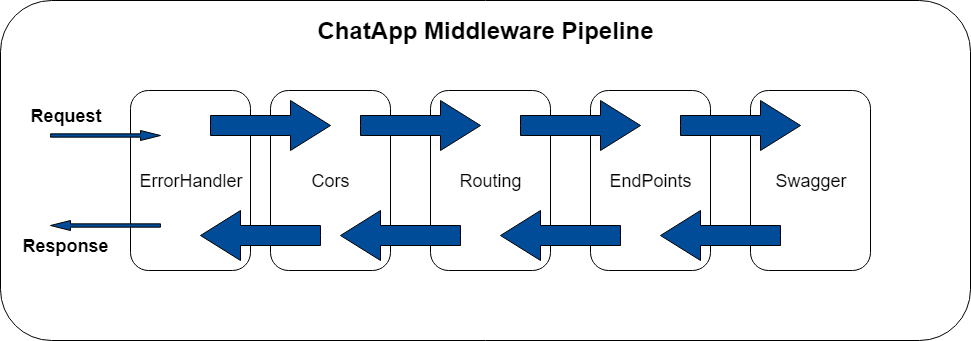 ChatApp Middleware Pipeline
Request
ErrorHandler
Cors
Routing
EndPoints
Swagger
Response